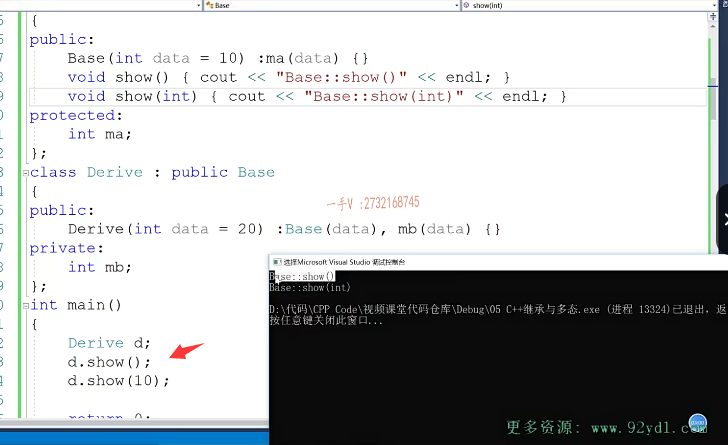 Base
show(int)
{
public:
Base(int data = 10) :ma(data) {}
void show() { cout << "Base::show()" << endl; }
void show(int) { cout << "Base::show(int)" << endl; }
protected:
int ma;
};
class Derive : public Base
{
public:
Derive(int data = 20) :Base(data), mb(data) {}
private:
int mb;
};
int main()
{
Derive d;
d.show();
d.show(10);
return 0;
一手V :2732168745
选择Microsoft Visual Studio 调试控制台
Base::show()
Base::show(int)
D:\代码\CPP Code\视频课堂代码仓库\Debug\05 C++继承与多态.exe (进程 13324)已退出，返
按任意键关闭此窗口...
更多资源: www.92ydl.com